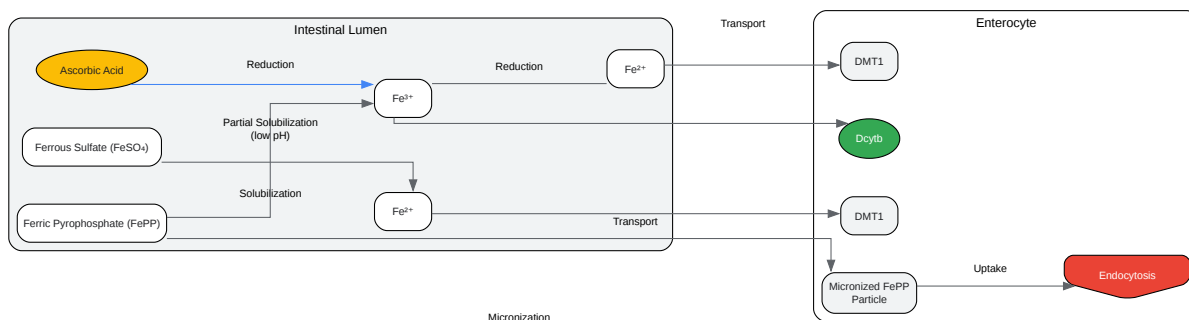 Transport
Enterocyte
Intestinal Lumen
Ascorbic Acid
Reduction
Reduction
Fe²⁺
DMT1
Fe³⁺
Partial Solubilization
(low pH)
Dcytb
Ferrous Sulfate (FeSO₄)
Solubilization
Fe²⁺
DMT1
Ferric Pyrophosphate (FePP)
Transport
Uptake
Endocytosis
Micronized FePP
Particle
Micronization